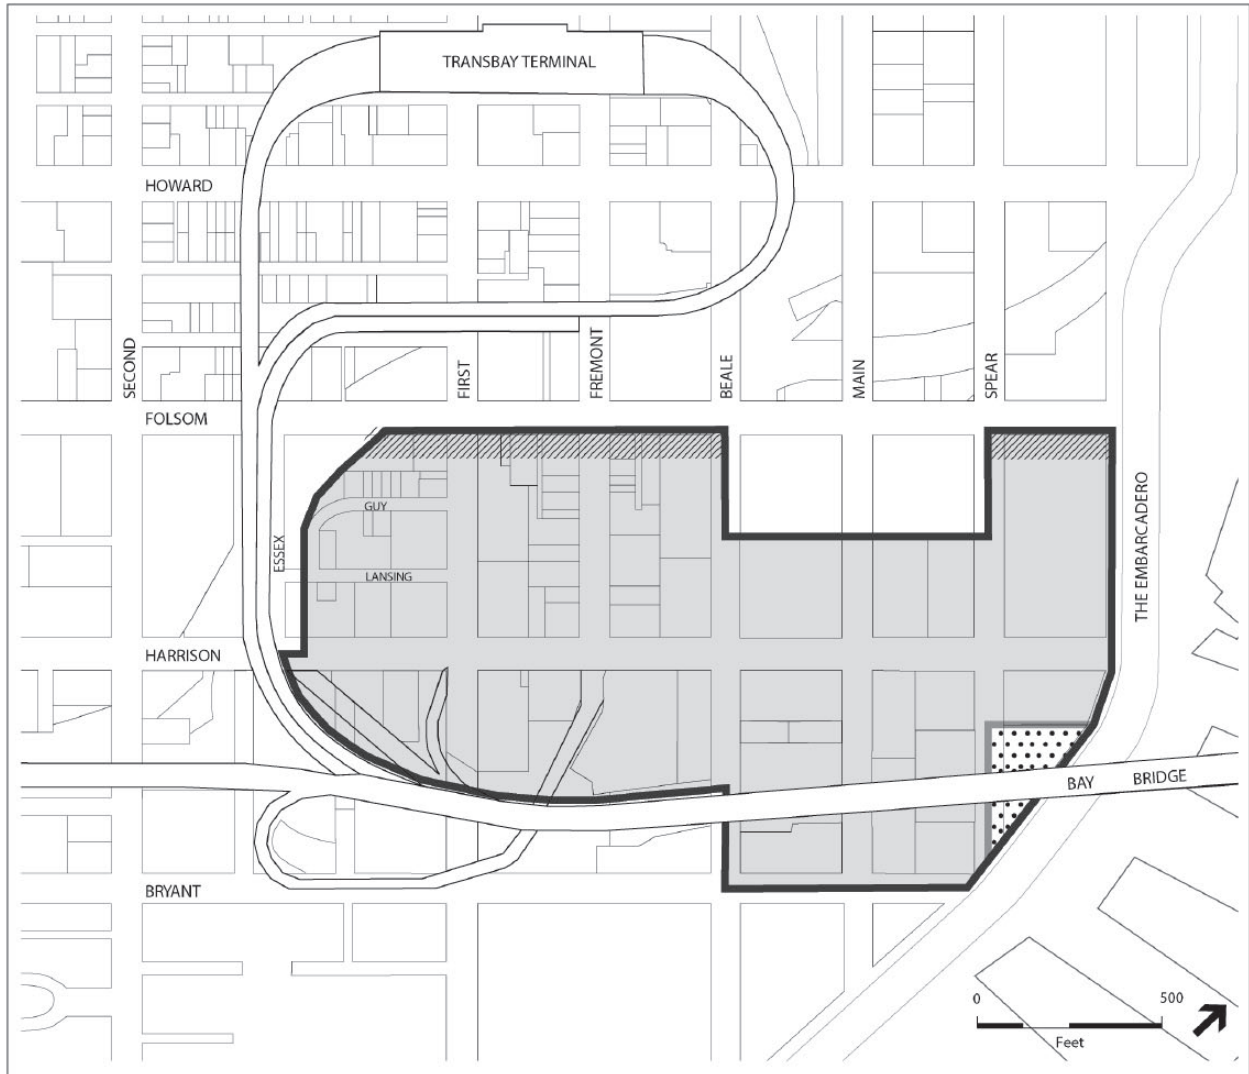 TRANSBAY TERMINAL
HOWARD
SECOND
FIRST
FREMONT
BEALE
MAIN
SPEAR
FOLSOM
THE EMBARCADERO
GUY
ESSEX
LANSING
HARRISON
BAY BRIDGE
BRYANT
0 500
Feet